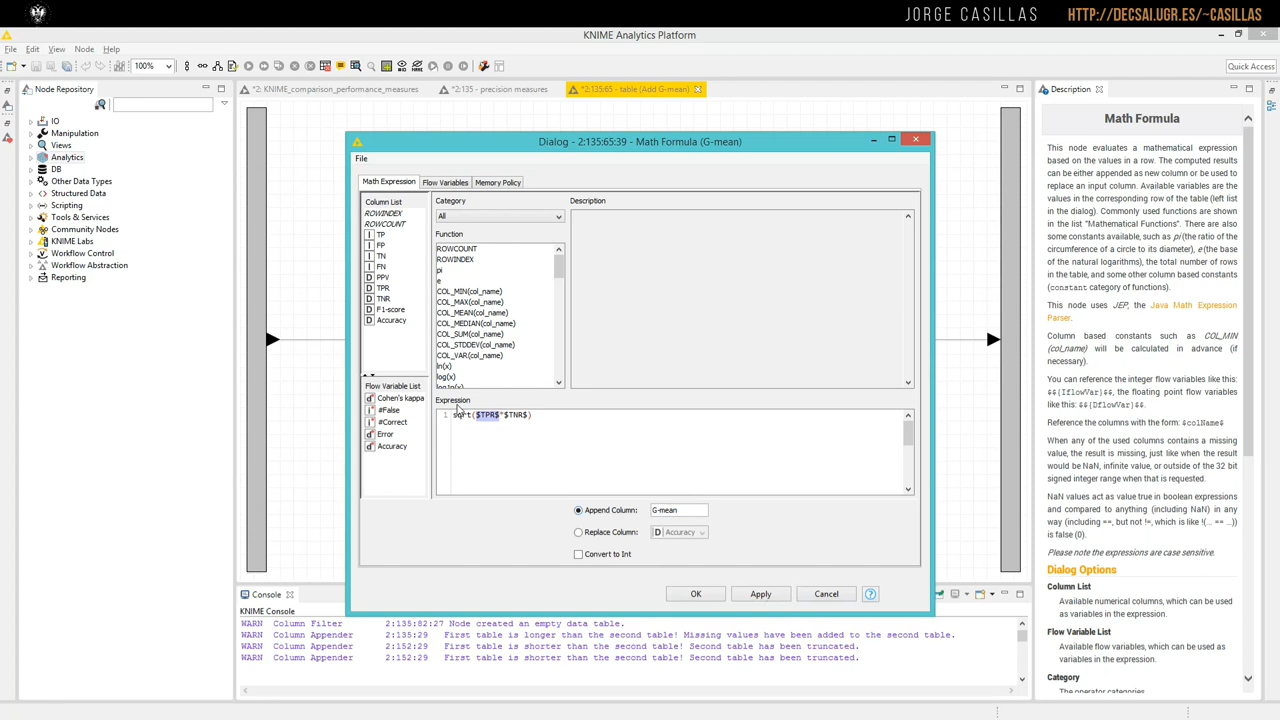 JORGE CASILLAS HTTP://DECSAI.UGR.ES/~CASILLAS
KNIME Analytics Platform
File Edit View Node Help
100%
Quick Access
Node Repository
IO
Manipulation
Views
Analytics
DB
Other Data Types
Structured Data
Scripting
Tools & Services
Community Nodes
KNIME Labs
Workflow Control
Workflow Abstraction
Reporting
*2: KNIME_comparison_performance_measures
*2:135 - precision measures
*2:135:65 - table (Add G-mean)
Dialog - 2:135:65:39 - Math Formula (G-mean)
File
Math Expression Flow Variables Memory Policy
Column List
ROWINDEX
ROWCOUNT
I TP
I FP
I TN
I FN
D PPV
D TPR
D TNR
D F1-score
D Accuracy
Flow Variable List
Cohen's kappa
#False
#Correct
Error
Accuracy
Category
All
Function
ROWCOUNT
ROWINDEX
pi
e
COL_MIN(col_name)
COL_MAX(col_name)
COL_MEAN(col_name)
COL_MEDIAN(col_name)
COL_SUM(col_name)
COL_STDDEV(col_name)
COL_VAR(col_name)
ln(x)
log(x)
Description
Expression
1 sqrt($TPR$*$TNR$)
Append Column: G-mean
Replace Column: D Accuracy
Convert to Int
OK Apply Cancel ?
Console
KNIME Console
WARN Column Filter 2:135:82:27 Node created an empty data table.
WARN Column Appender 2:135:29 First table is longer than the second table! Missing values have been added to the second table.
WARN Column Appender 2:152:29 First table is shorter than the second table! Second table has been truncated.
WARN Column Appender 2:152:29 First table is shorter than the second table! Second table has been truncated.
Description
Math Formula
This node evaluates a mathematical expression
based on the values in a row. The computed results
can be either appended as new column or be used to
replace an input column. Available variables are the
values in the corresponding row of the table (left list
in the dialog). Commonly used functions are shown
in the list "Mathematical Functions". There are also
some constants available, such as pi (the ratio of the
circumference of a circle to its diameter), e (the base
of the natural logarithms), the total number of rows
in the table, and some other column based constants
(constant category of functions).
This node uses JEP, the Java Math Expression
Parser.
Column based constants such as COL_MIN
(col_name) will be calculated in advance (if
necessary).
You can reference the integer flow variables like this:
$${IflowVar}$$, the floating point flow variables
like this: $${DflowVar}$$.
Reference the columns with the form: $colName$
When any of the used columns contains a missing
value, the result is missing, just like when the result
would be NaN, infinite value, or outside of the 32 bit
signed integer range when that is requested.
NaN values act as value true in boolean expressions
and compared to anything (including NaN) in any
way (including ==, but not !=, which is like !(... == ...))
is false (0).
Please note the expressions are case sensitive.
Dialog Options
Column List
Available numerical columns, which can be used
as variables in the expression.
Flow Variable List
Available flow variables, which can be used as
variables in the expression.
Category
The operator categories.